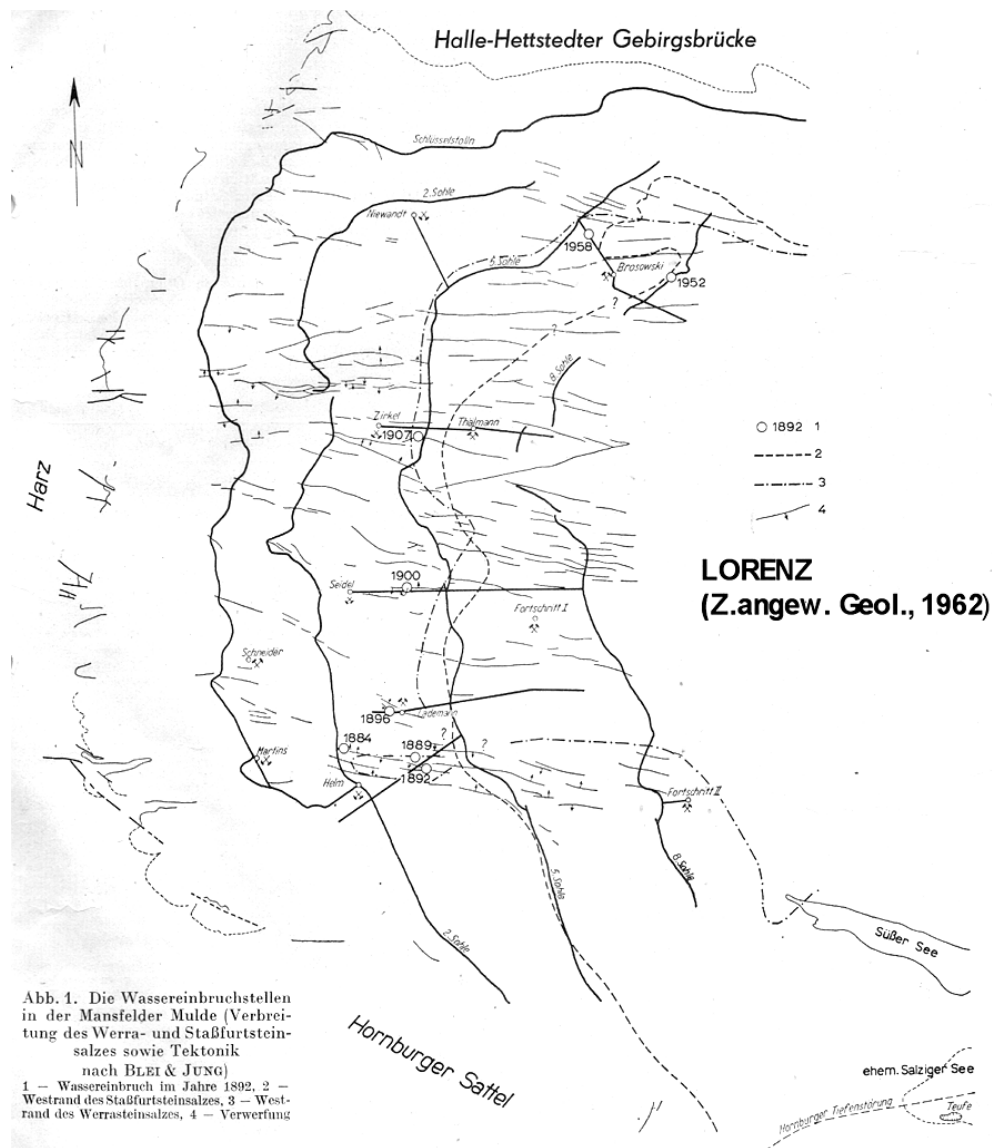 Halle-Hettstedter Gebirgsbrücke
N
Schlüsselstolln
2.Sohle
Niewandt
1958
5.Sohle
Brosowski
1952
?
?
8.Sohle
Zirkel
Thälmann
1907
1892 1
2
3
4
Harz
LORENZ
(Z.angew. Geol., 1962)
1900
Seidel
Fortschritt I
Schneider
1896
Lademann
1884
1889
?
?
Martins
1892
Helm
Fortschritt II
8.Sohle
5.Sohle
Süßer See
2.Sohle
Abb. 1. Die Wassereinbruchstellen
in der Mansfelder Mulde (Verbrei-
tung des Werra- und Staßfurtstein-
salzes sowie Tektonik
nach BLEI & JUNG)
1 — Wassereinbruch im Jahre 1892, 2 —
Westrand des Staßfurtsteinsalzes, 3 — West-
rand des Werrasteinsalzes, 4 — Verwerfung
Hornburger Sattel
ehem. Salziger See
Hornburger Tiefenstörung
Teufe